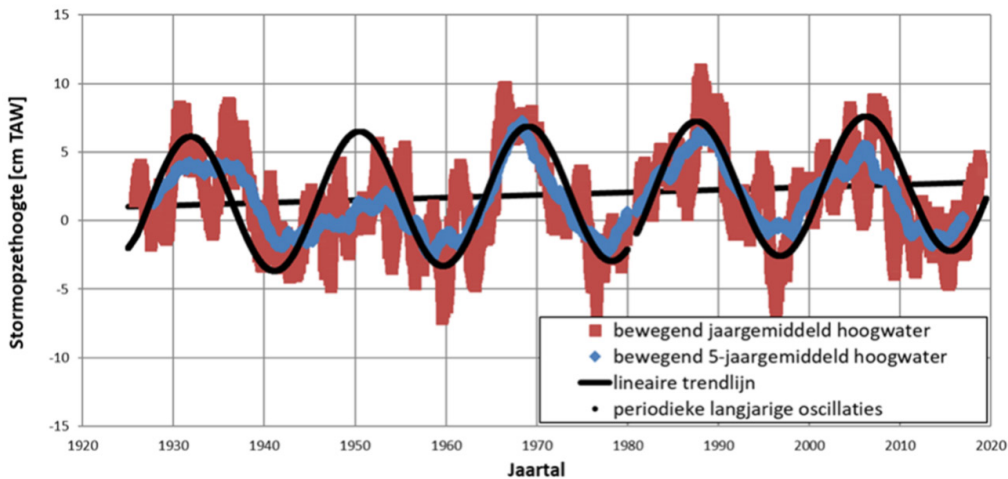 Stormopzethoogte [cm TAW]
15
10
5
0
-5
-10
-15
bewegend jaargemiddeld hoogwater
bewegend 5-jaargemiddeld hoogwater
lineaire trendlijn
periodieke langjarige oscillaties
1920 1930 1940 1950 1960 1970 1980 1990 2000 2010 2020
Jaartal